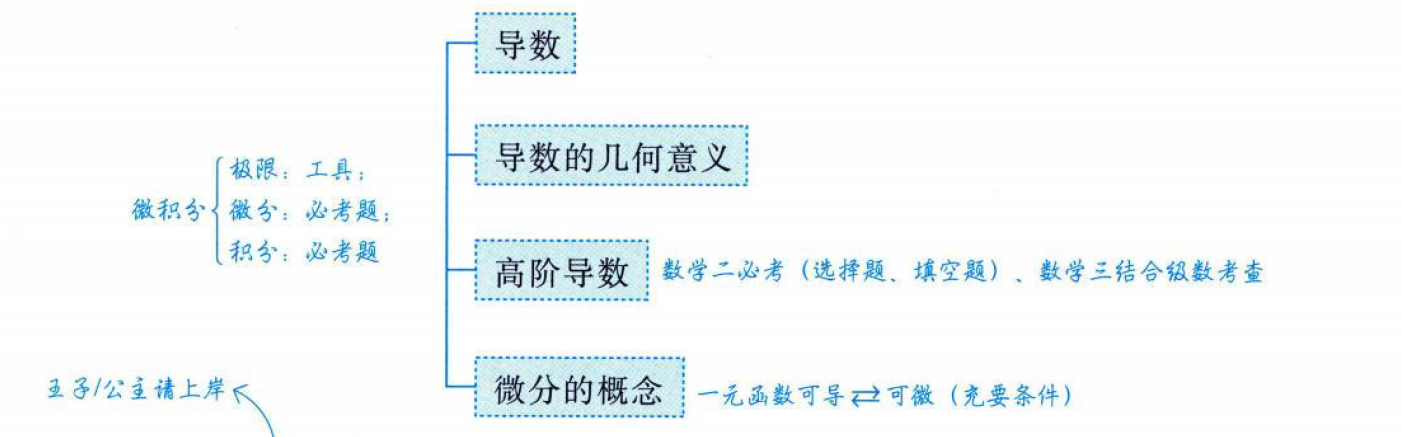 导数
导数的几何意义
微积分
极限：工具；
微分：必考题；
积分：必考题
高阶导数 数学二必考（选择题、填空题）、数学三结合级数考查
微分的概念 一元函数可导⇄可微（充要条件）
王子/公主请上岸